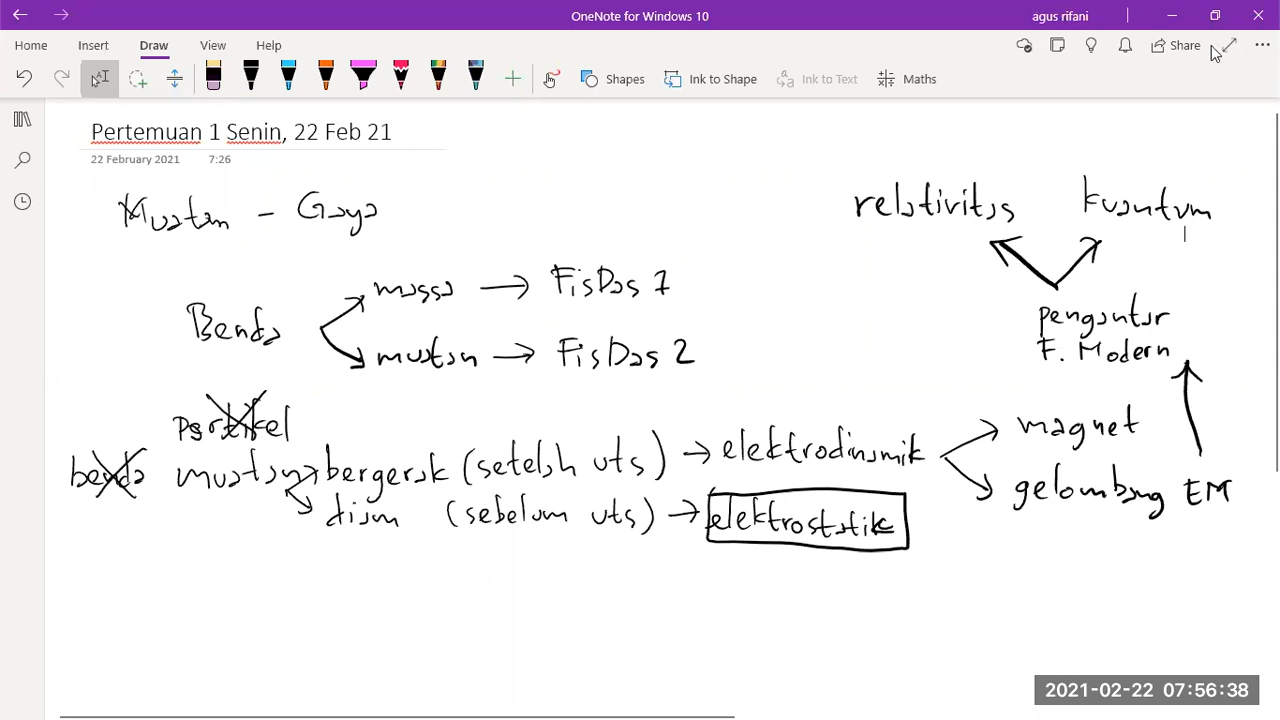 OneNote for Windows 10
agus rifani
Home Insert Draw View Help
Share
Shapes Ink to Shape Ink to Text Maths
Pertemuan 1 Senin, 22 Feb 21
22 February 2021 7:26
Muatan - Gaya
relativitas kuantum
massa → FisDas 1
Benda
pengantar
F. Modern
muatan → FisDas 2
partikel
benda muatan bergerak (setelah uts) → elektrodinamik
magnet
gelombang EM
diam (sebelum uts) → elektrostatik
2021-02-22 07:56:38